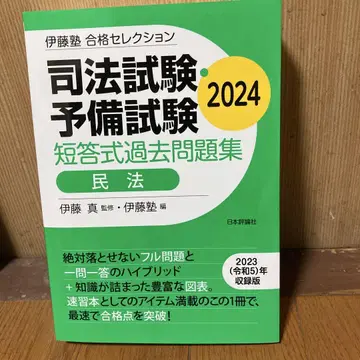 伊藤塾 合格セレクション
司法試験・
予備試験
2024
短答式過去問題集
民法
伊藤 真 監修・伊藤塾 編
日本評論社
絶対落とせないフル問題と
一問一答のハイブリッド
+知識が詰まった豊富な図表。
速習本としてのアイテム満載のこの1冊で、
最速で合格点を突破!
2023
(令和5)年
収録版